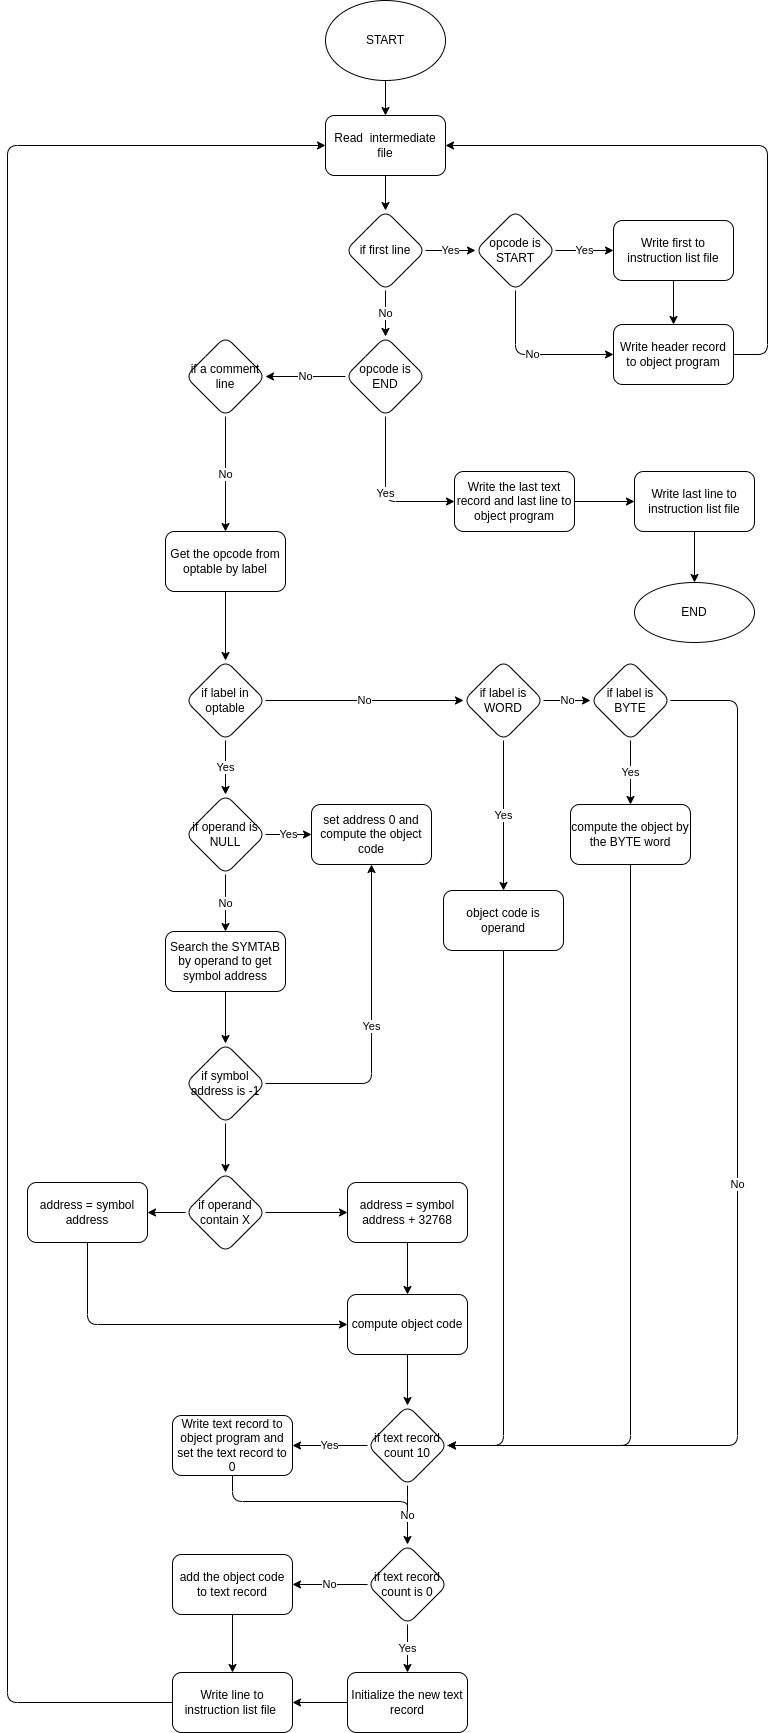 START
Read intermediate
file
if first line
Yes
opcode is
START
Yes
Write first to
instruction list file
No
No
Write header record
to object program
if a comment
line
No
opcode is
END
No
Yes
Write the last text
record and last line to
object program
Write last line to
instruction list file
Get the opcode from
optable by label
END
if label in
optable
No
if label is
WORD
No
if label is
BYTE
Yes
Yes
Yes
if operand is
NULL
Yes
set address 0 and
compute the object
code
compute the object by
the BYTE word
No
object code is
operand
Search the SYMTAB
by operand to get
symbol address
Yes
if symbol
address is -1
No
address = symbol
address
if operand
contain X
address = symbol
address + 32768
compute object code
Write text record to
object program and
set the text record to
0
Yes
if text record
count 10
No
add the object code
to text record
No
if text record
count is 0
Yes
Write line to
instruction list file
Initialize the new text
record